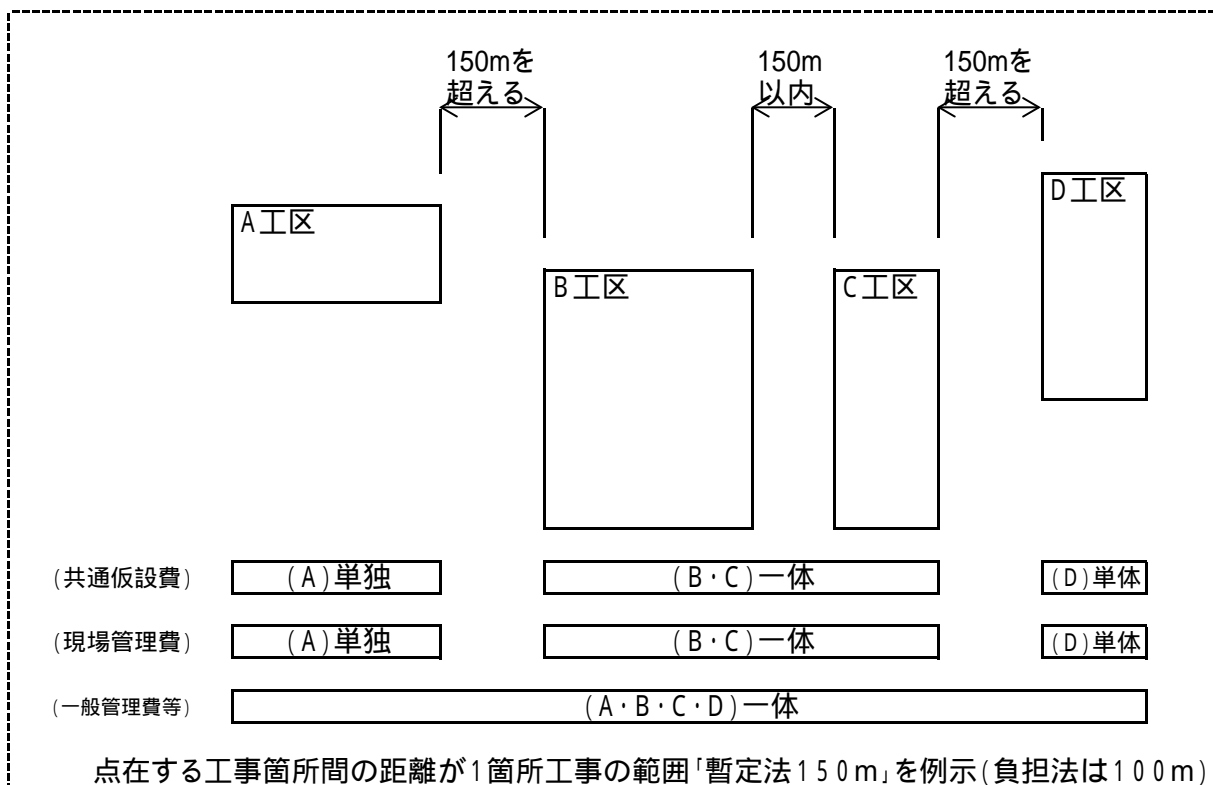 150mを
超える
150m
以内
150mを
超える
A工区
B工区
C工区
D工区
(共通仮設費)
(A)単独
(B・C)一体
(D)単体
(現場管理費)
(A)単独
(B・C)一体
(D)単体
(一般管理費等)
(A・B・C・D)一体
点在する工事箇所間の距離が1箇所工事の範囲「暫定法150m」を例示(負担法は100m)